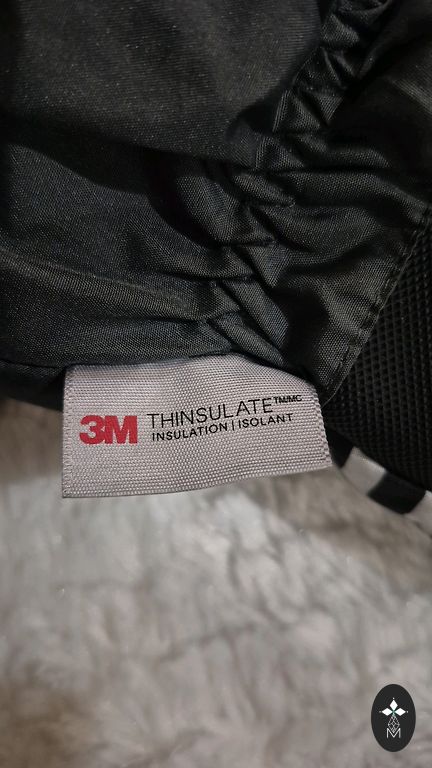 3M THINSULATE™/MC
INSULATION | ISOLANT
M